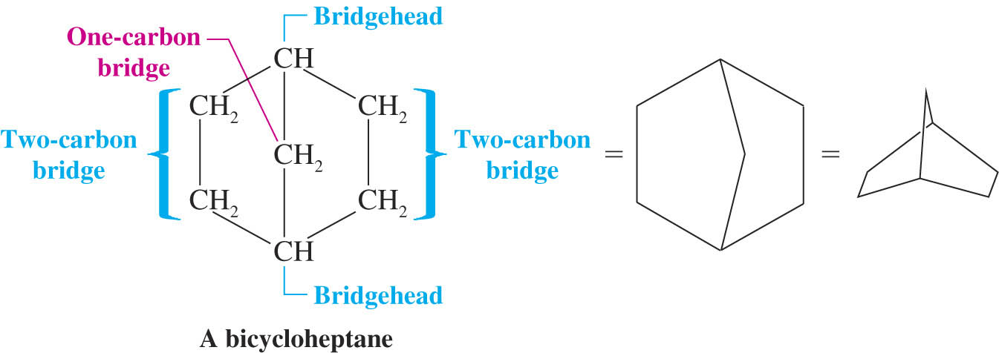 Bridgehead
One-carbon
bridge
CH
CH₂ CH₂
Two-carbon
bridge
CH₂
Two-carbon
bridge
= =
CH₂ CH₂
CH
Bridgehead
A bicycloheptane